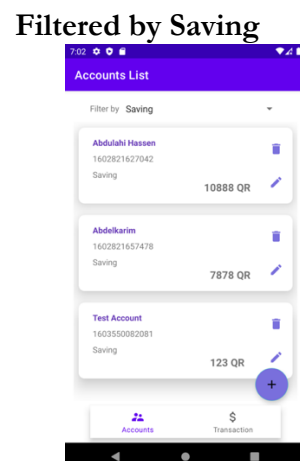 Filtered by Saving
7:02
Accounts List
Filter by Saving
Abdulahi Hassen
1602821627042
Saving
10888 QR
Abdelkarim
1602821657478
Saving
7878 QR
Test Account
1603550082081
Saving
123 QR
+
Accounts
Transaction